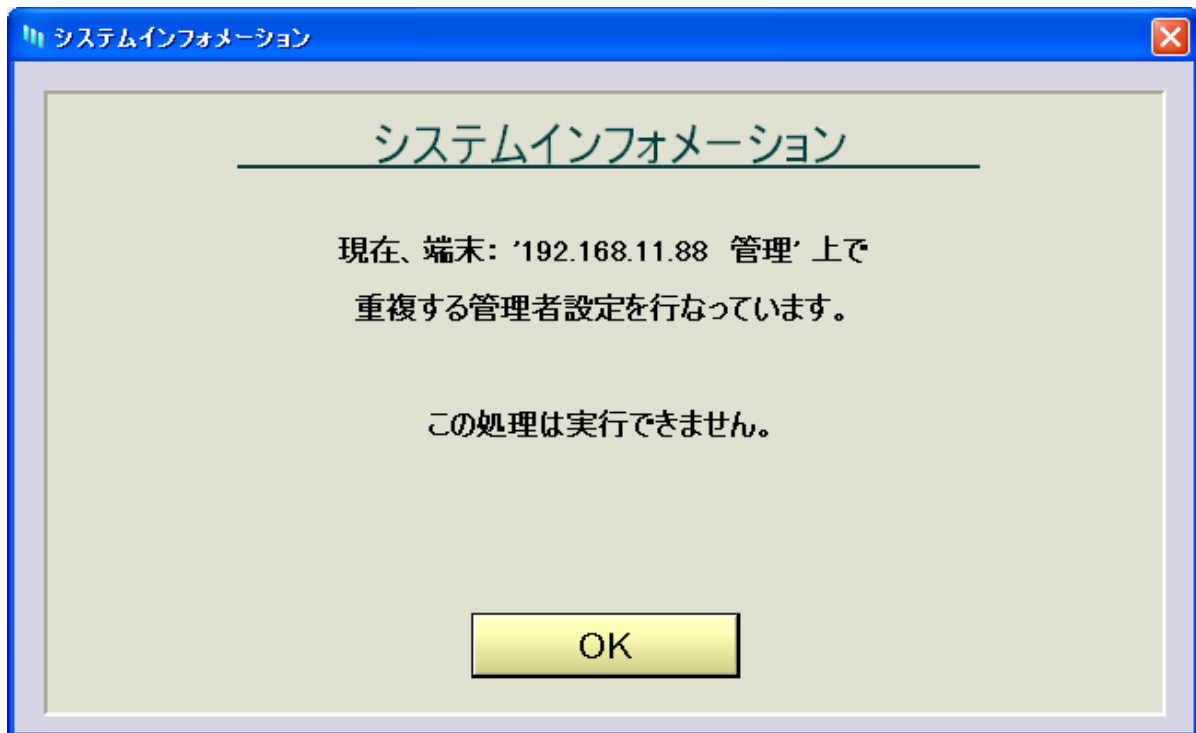 システムインフォメーション
システムインフォメーション
現在、端末：'192.168.11.88　管理' 上で
重複する管理者設定を行なっています。
この処理は実行できません。
OK